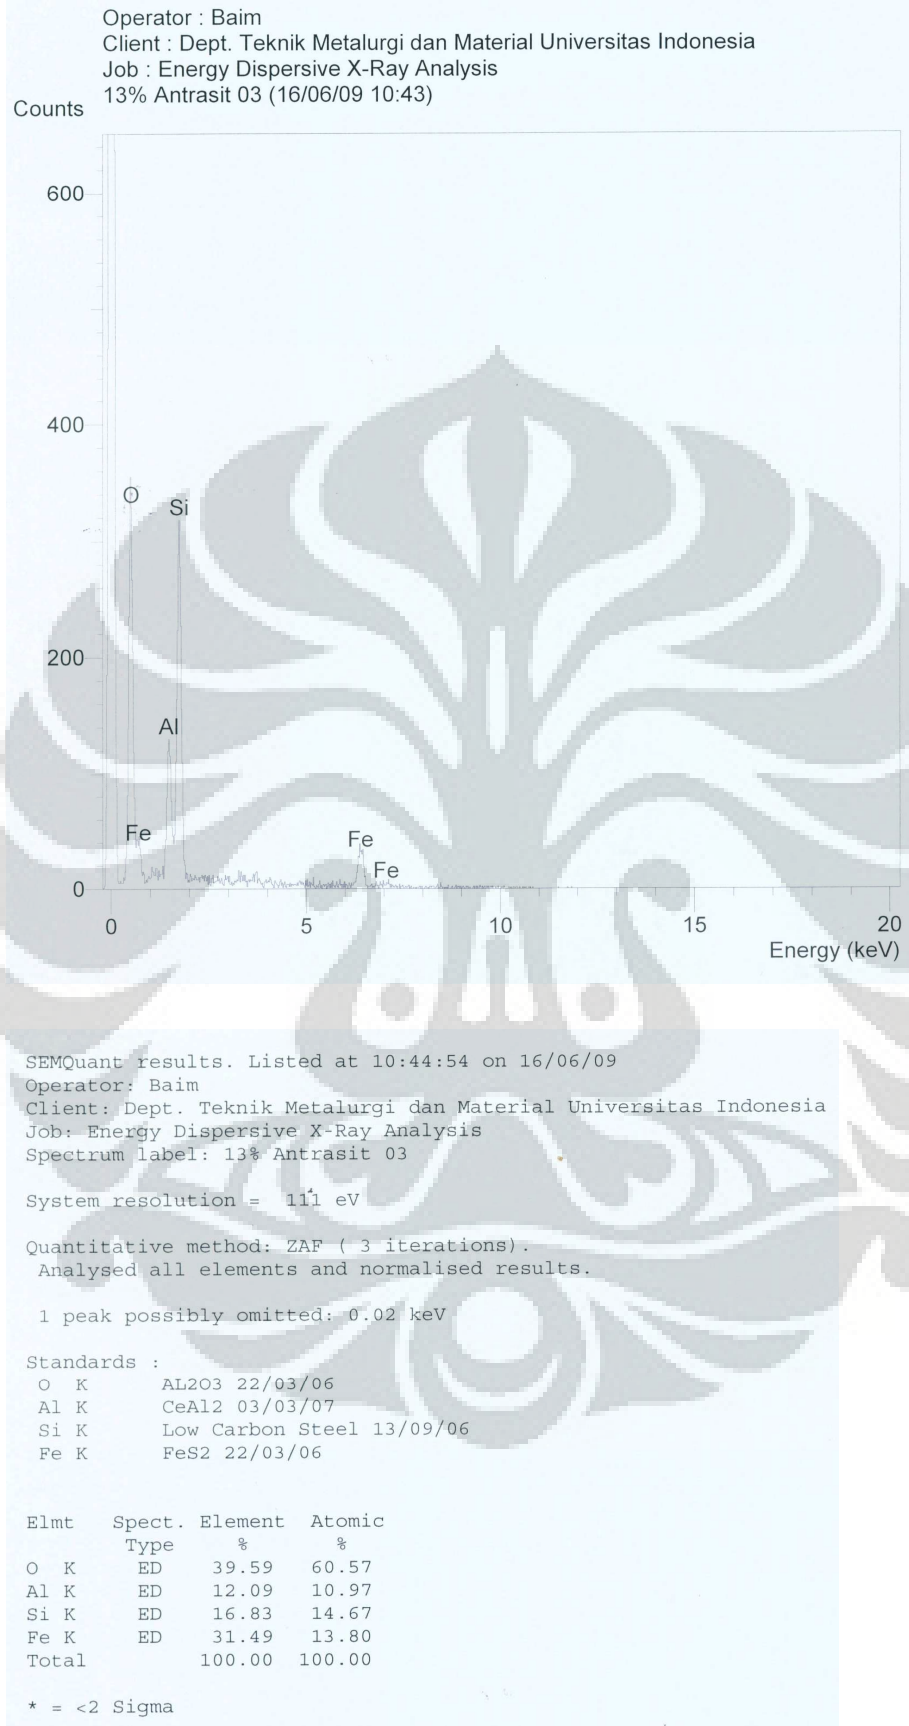 Operator : Baim
Client : Dept. Teknik Metalurgi dan Material Universitas Indonesia
Job : Energy Dispersive X-Ray Analysis
13% Antrasit 03 (16/06/09 10:43)
Counts
600
400
O
Si
200
Al
Fe
Fe
Fe
0
0 5 10 15 20
Energy (keV)
SEMQuant results. Listed at 10:44:54 on 16/06/09
Operator: Baim
Client: Dept. Teknik Metalurgi dan Material Universitas Indonesia
Job: Energy Dispersive X-Ray Analysis
Spectrum label: 13% Antrasit 03
System resolution = 111 eV
Quantitative method: ZAF ( 3 iterations).
Analysed all elements and normalised results.
1 peak possibly omitted: 0.02 keV
Standards :
O K AL2O3 22/03/06
Al K CeAl2 03/03/07
Si K Low Carbon Steel 13/09/06
Fe K FeS2 22/03/06
Elmt Spect. Element Atomic
Type % %
O K ED 39.59 60.57
Al K ED 12.09 10.97
Si K ED 16.83 14.67
Fe K ED 31.49 13.80
Total 100.00 100.00
* = <2 Sigma